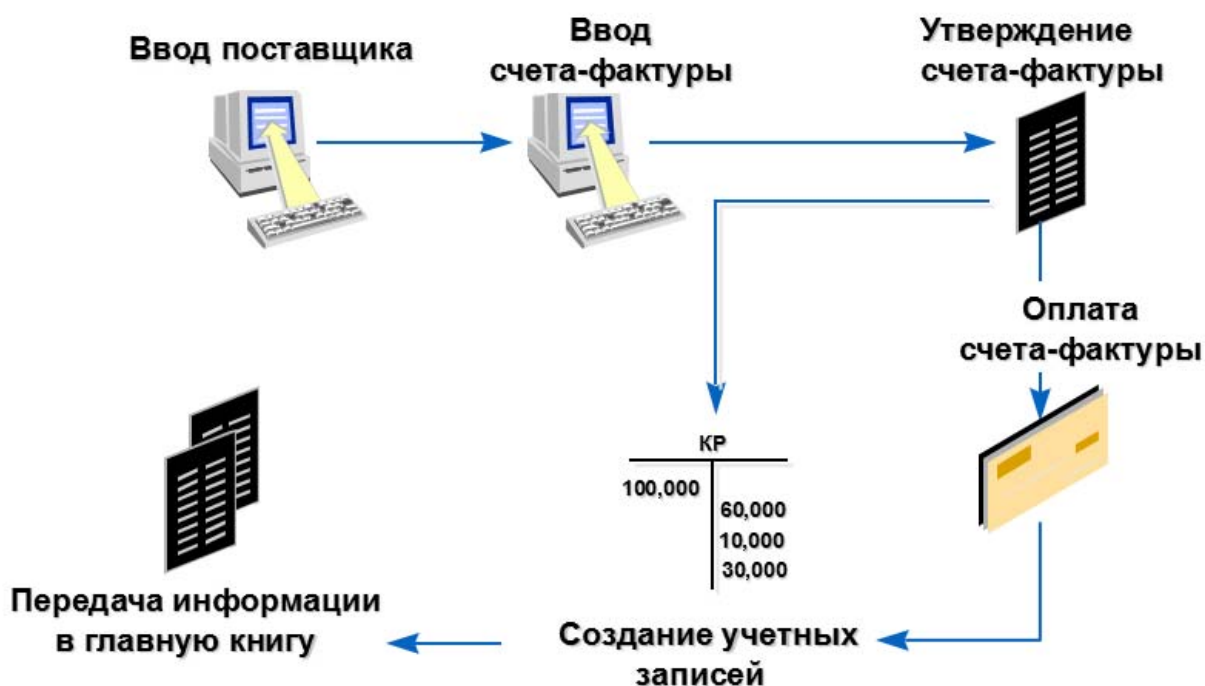 Ввод поставщика
Ввод
счета-фактуры
Утверждение
счета-фактуры
Оплата
счета-фактуры
КР
100,000
60,000
10,000
30,000
Передача информации
в главную книгу
Создание учетных
записей